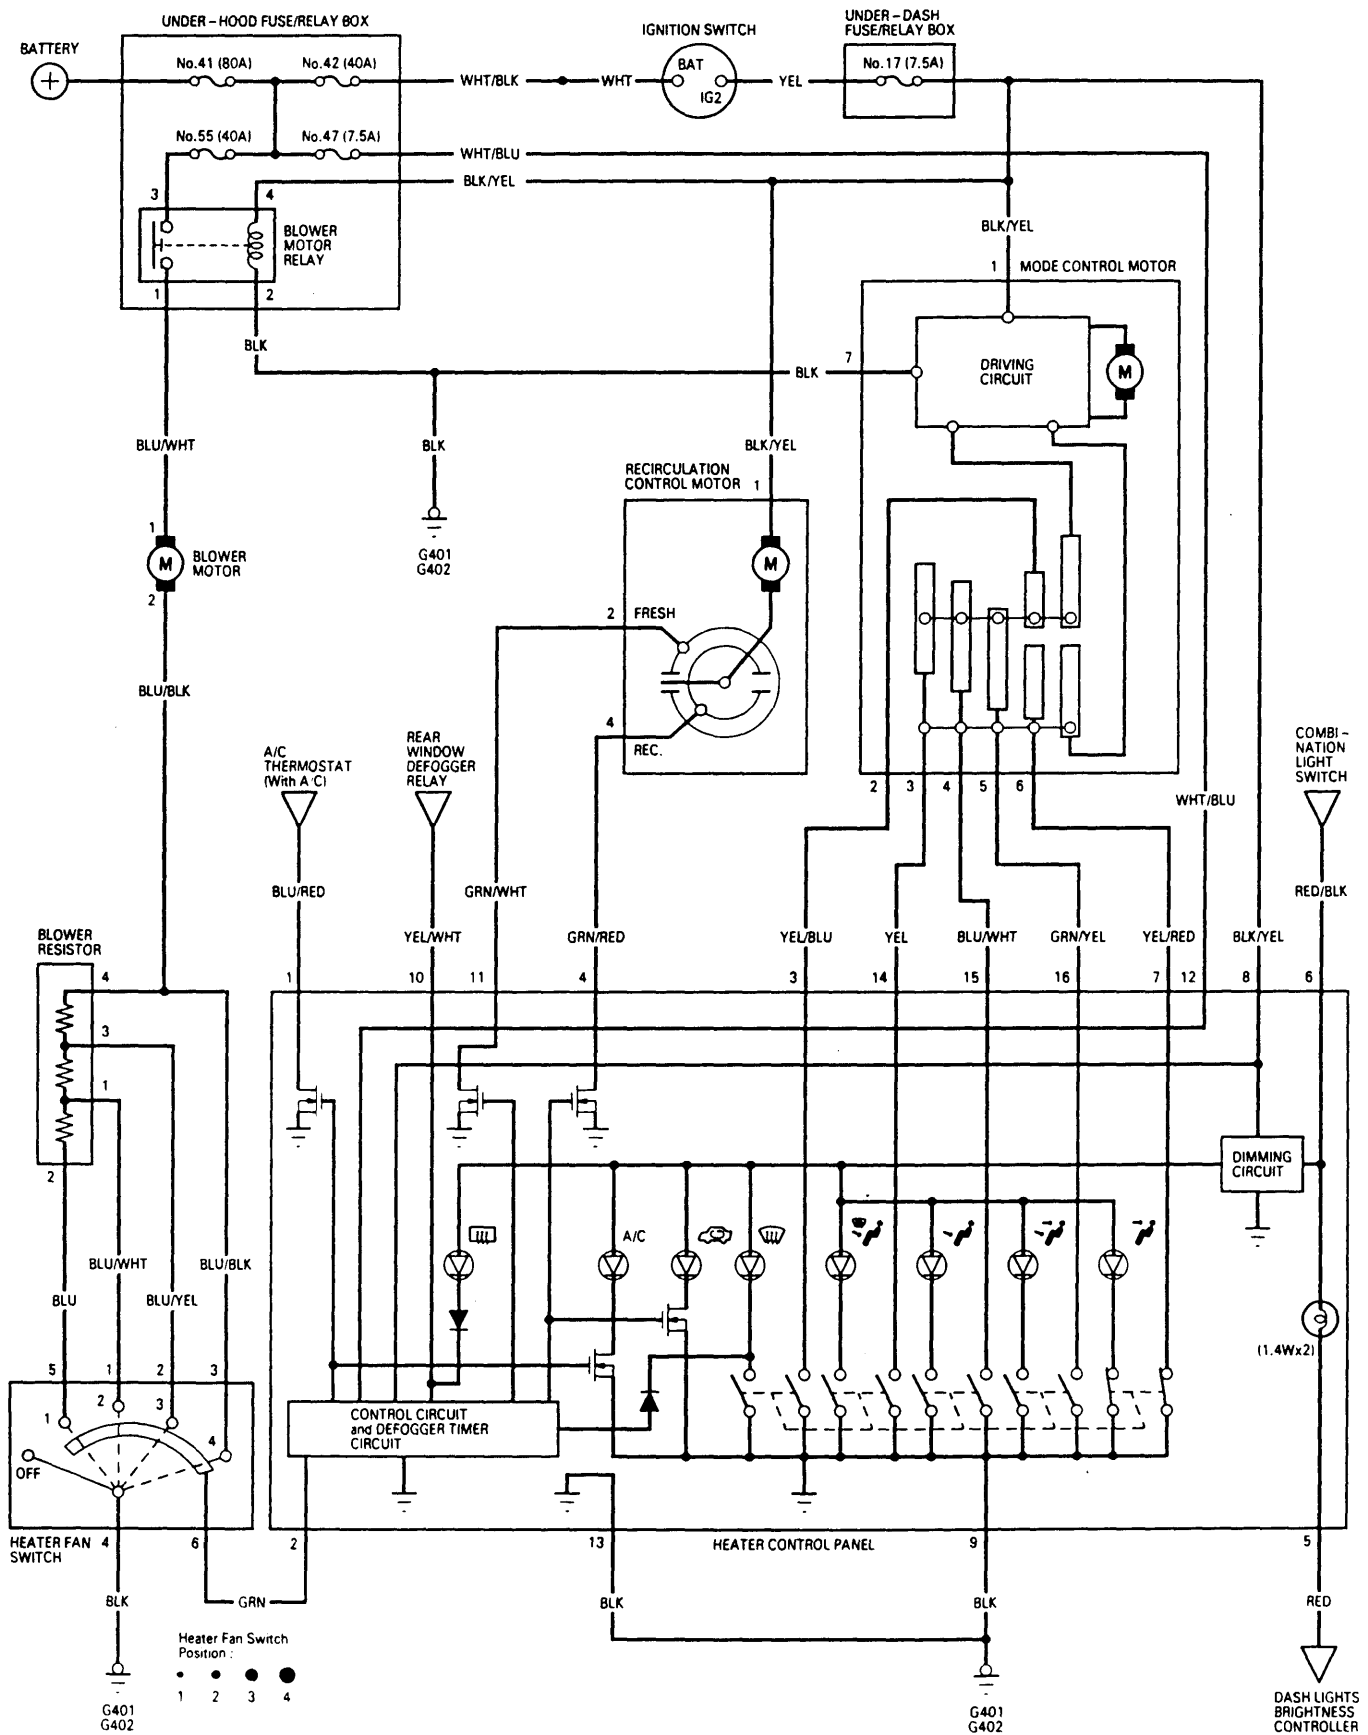 UNDER-HOOD FUSE/RELAY BOX
IGNITION SWITCH
UNDER-DASH
FUSE/RELAY BOX
BATTERY
No.41 (80A)
No.42 (40A)
WHT/BLK
WHT
BAT
IG2
YEL
No.17 (7.5A)
No.55 (40A)
No.47 (7.5A)
WHT/BLU
BLK/YEL
3
4
BLOWER
MOTOR
RELAY
1
2
BLK/YEL
1
MODE CONTROL MOTOR
BLK
BLK
7
DRIVING
CIRCUIT
M
BLU/WHT
BLK
BLK/YEL
RECIRCULATION
CONTROL MOTOR
1
1
M
BLOWER
MOTOR
2
G401
G402
M
2
FRESH
4
REC.
BLU/BLK
A/C
THERMOSTAT
(With A/C)
REAR
WINDOW
DEFOGGER
RELAY
2
3
4
5
6
WHT/BLU
COMBI-
NATION
LIGHT
SWITCH
BLU/RED
GRN/WHT
RED/BLK
YEL/WHT
GRN/RED
YEL/BLU
YEL
BLU/WHT
GRN/YEL
YEL/RED
BLK/YEL
BLOWER
RESISTOR
4
3
1
2
1
10
11
4
3
14
15
16
7
12
8
6
DIMMING
CIRCUIT
A/C
BLU/WHT
BLU/BLK
BLU
BLU/YEL
(1.4Wx2)
5
1
2
3
1
2
3
4
OFF
CONTROL CIRCUIT
and DEFOGGER TIMER
CIRCUIT
HEATER FAN
SWITCH
4
6
2
13
HEATER CONTROL PANEL
9
5
BLK
GRN
BLK
BLK
RED
Heater Fan Switch
Position :
1
2
3
4
G401
G402
G401
G402
DASH LIGHTS
BRIGHTNESS
CONTROLLER